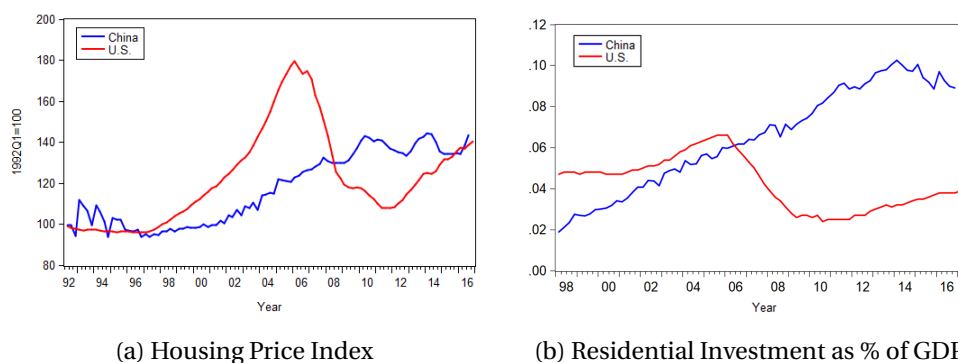 200
180
160
140
120
100
80
1992Q1=100
China
U.S.
92 94 96 98 00 02 04 06 08 10 12 14 16
Year
(a) Housing Price Index
.12
.10
.08
.06
.04
.02
.00
China
U.S.
98 00 02 04 06 08 10 12 14 16
Year
(b) Residential Investment as % of GDP